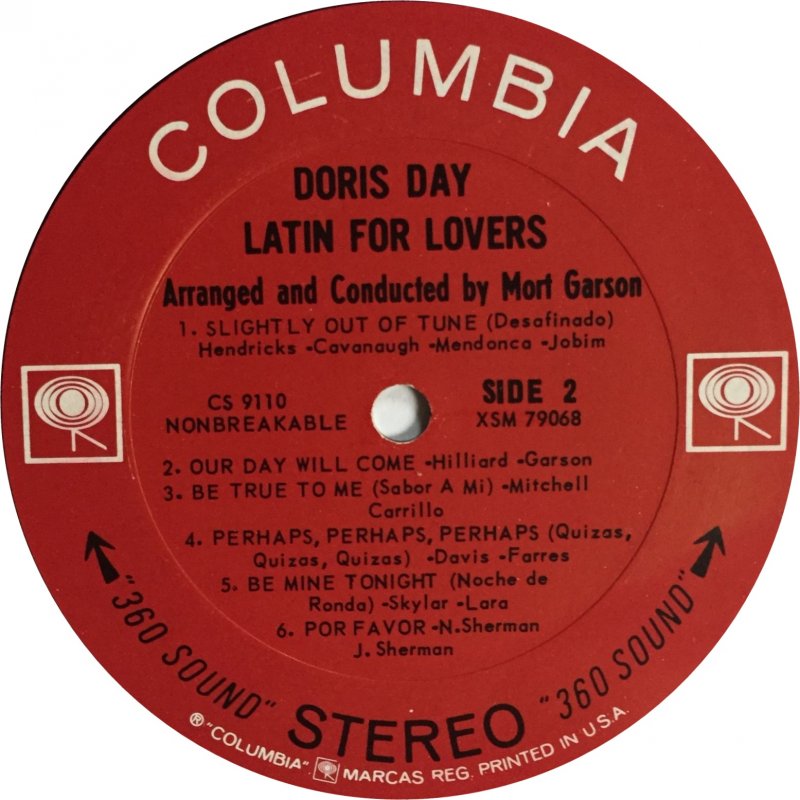 COLUMBIA
DORIS DAY
LATIN FOR LOVERS
Arranged and Conducted by Mort Garson
1. SLIGHTLY OUT OF TUNE (Desafinado)
Hendricks -Cavanaugh -Mendonca -Jobim
CS 9110
NONBREAKABLE
SIDE 2
XSM 79068
2. OUR DAY WILL COME -Hilliard -Garson
3. BE TRUE TO ME (Sabor A Mi) -Mitchell
Carrillo
4. PERHAPS, PERHAPS, PERHAPS (Quizas,
Quizas, Quizas) -Davis -Farres
5. BE MINE TONIGHT (Noche de
Ronda) -Skylar -Lara
6. POR FAVOR -N.Sherman
J. Sherman
"360 SOUND" STEREO "360 SOUND"
® "COLUMBIA". MARCAS REG. PRINTED IN U.S.A.